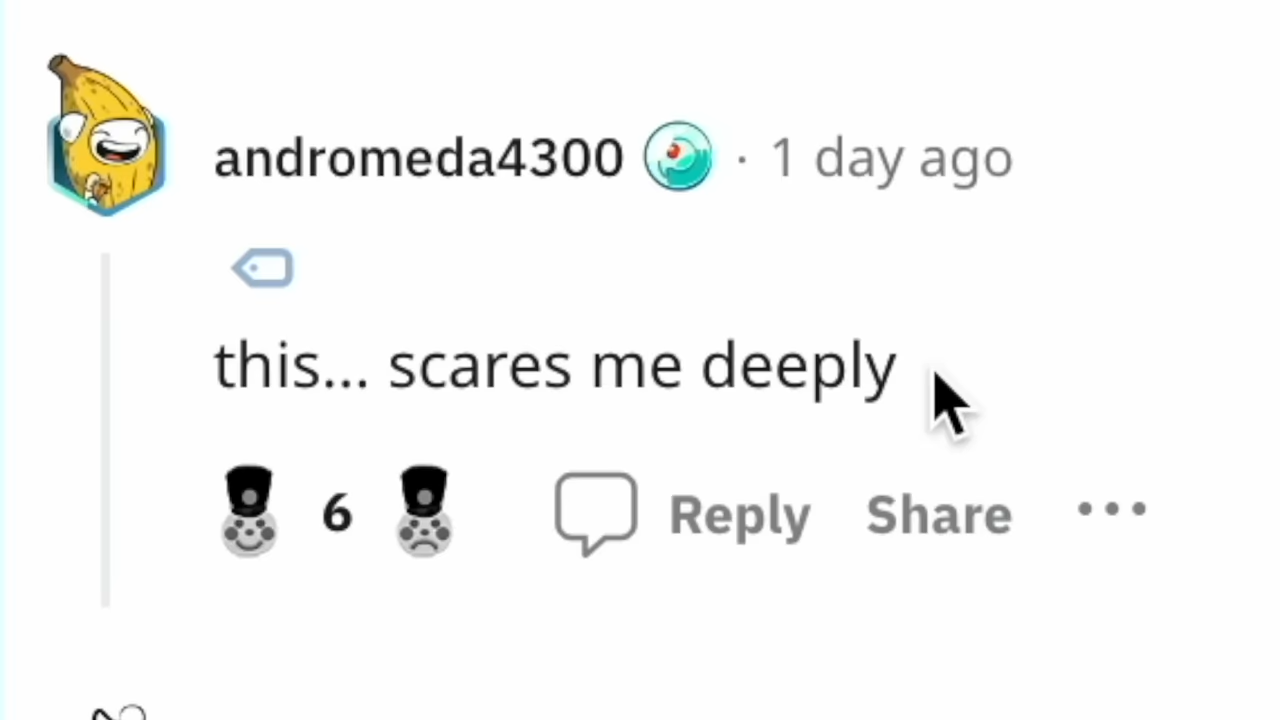 andromeda4300 · 1 day ago
this... scares me deeply
6 Reply Share ...